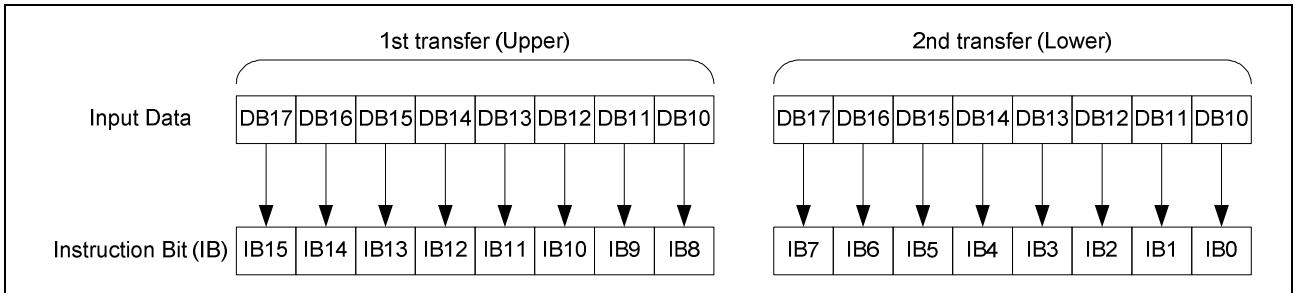 1st transfer (Upper) 2nd transfer (Lower)
Input Data DB17 DB16 DB15 DB14 DB13 DB12 DB11 DB10 DB17 DB16 DB15 DB14 DB13 DB12 DB11 DB10
Instruction Bit (IB) IB15 IB14 IB13 IB12 IB11 IB10 IB9 IB8 IB7 IB6 IB5 IB4 IB3 IB2 IB1 IB0